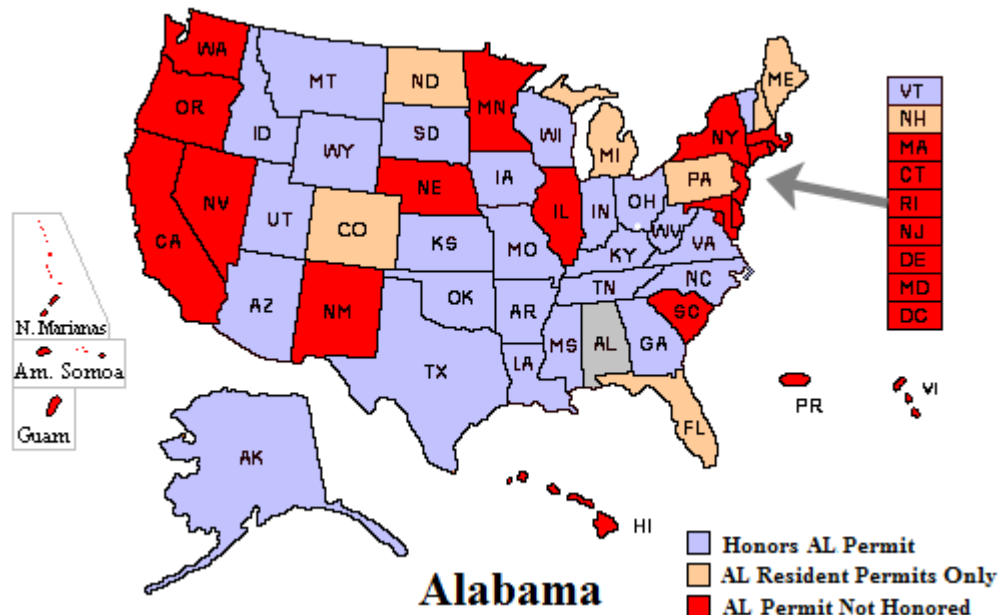 WA
MT
ND
MN
ME
OR
ID
SD
WI
NY
WY
MI
VT
NH
MA
CT
RI
NJ
DE
MD
DC
NE
IA
PA
NV
UT
CO
IL
IN
OH
CA
KS
MO
WV
VA
KY
AZ
NM
OK
AR
TN
NC
SC
TX
LA
MS
AL
GA
FL
N. Marianas
Am. Somoa
Guam
AK
HI
PR
VI
Honors AL Permit
AL Resident Permits Only
AL Permit Not Honored
Alabama